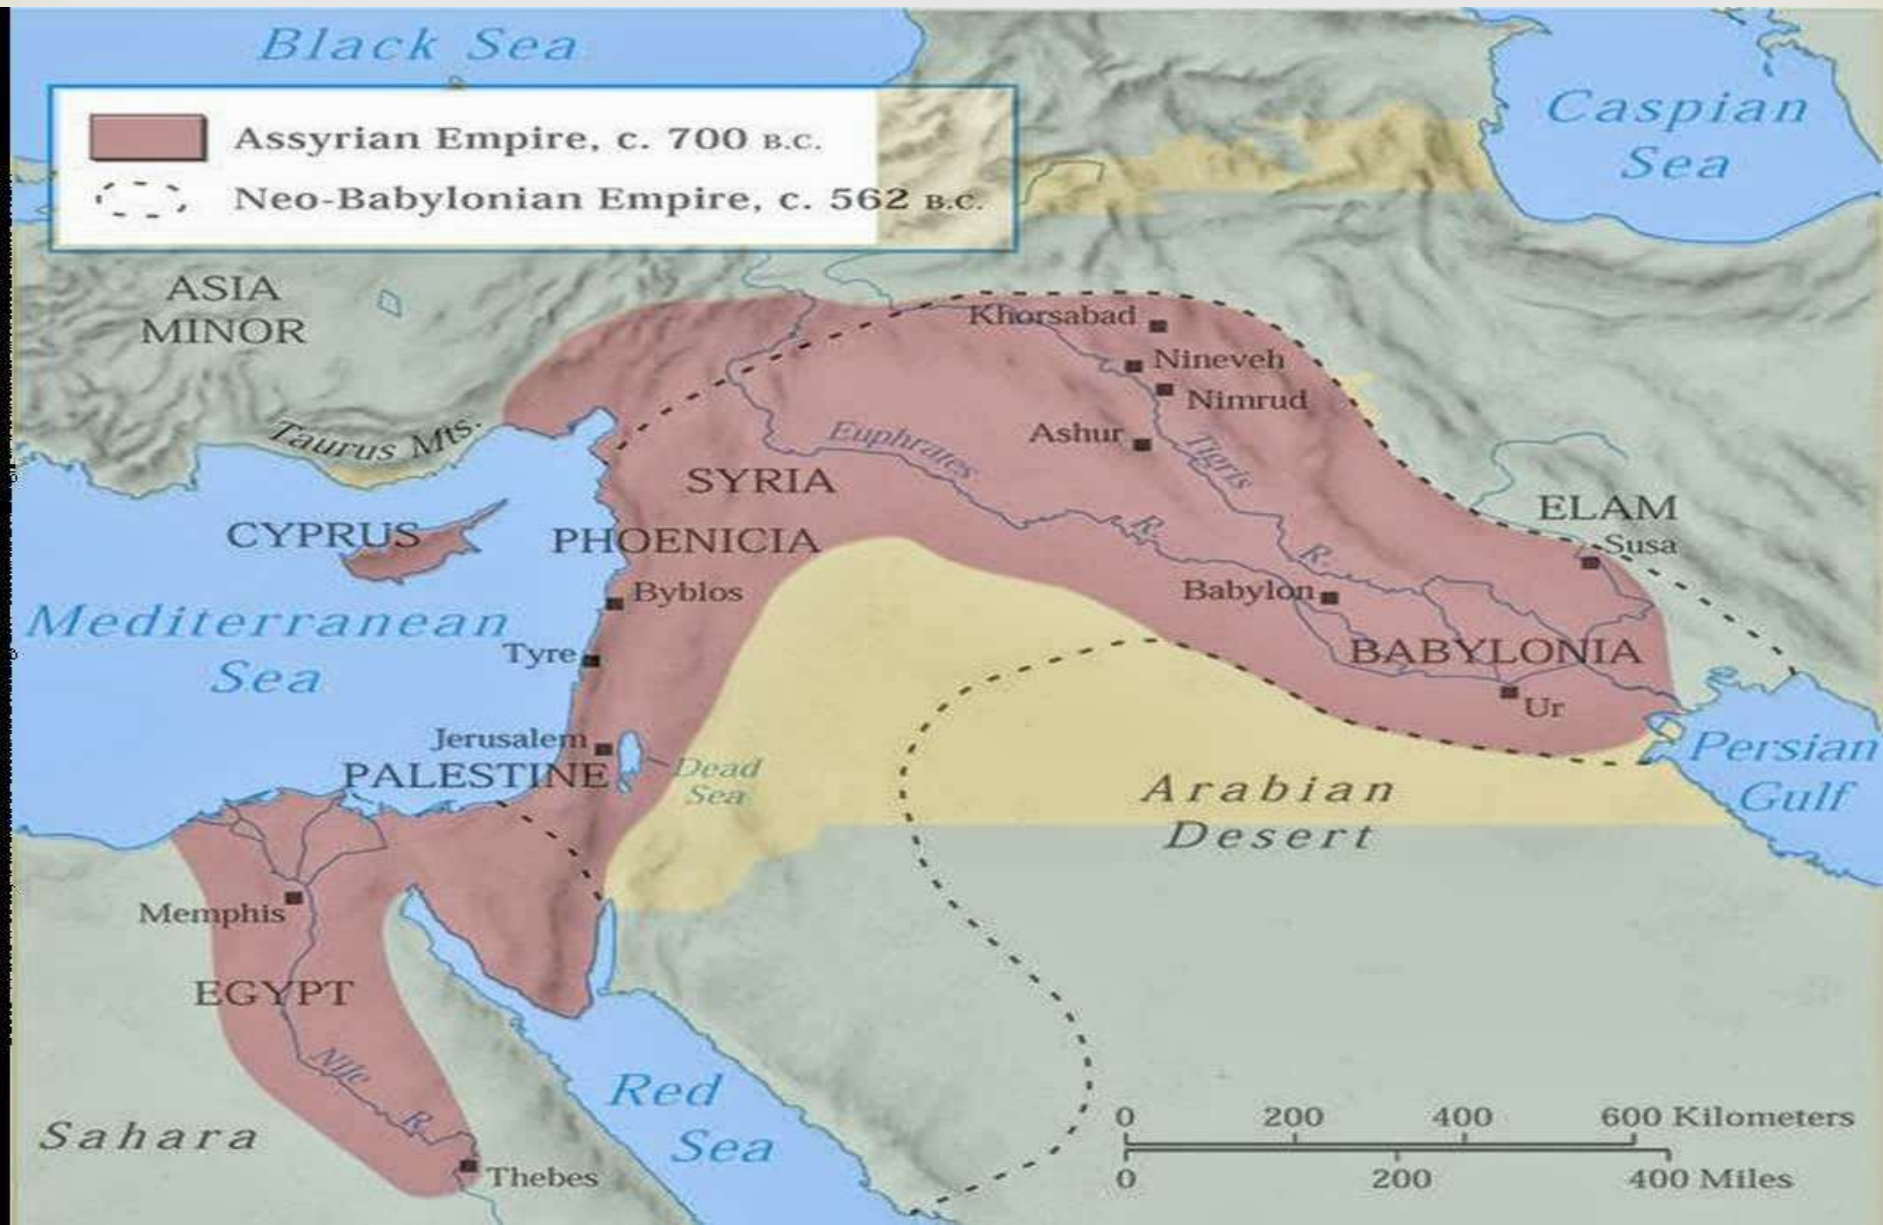 Black Sea
Caspian
Sea
Assyrian Empire, c. 700 B.C.
Neo-Babylonian Empire, c. 562 B.C.
ASIA
MINOR
Khorsabad
Nineveh
Nimrud
Taurus Mts.
Ashur
Euphrates
Tigris
SYRIA
ELAM
CYPRUS
PHOENICIA
R.
R.
Susa
Byblos
Babylon
Mediterranean
Sea
Tyre
BABYLONIA
Ur
Jerusalem
PALESTINE
Dead
Sea
Persian
Gulf
Arabian
Desert
Memphis
EGYPT
Nile
R.
Red
Sea
Sahara
Thebes
0 200 400 600 Kilometers
0 200 400 Miles